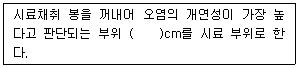 시료채취 봉을 꺼내어 오염의 개연성이 가장 높
다고 판단되는 부위 (    )cm를 시료 부위로 한
다.